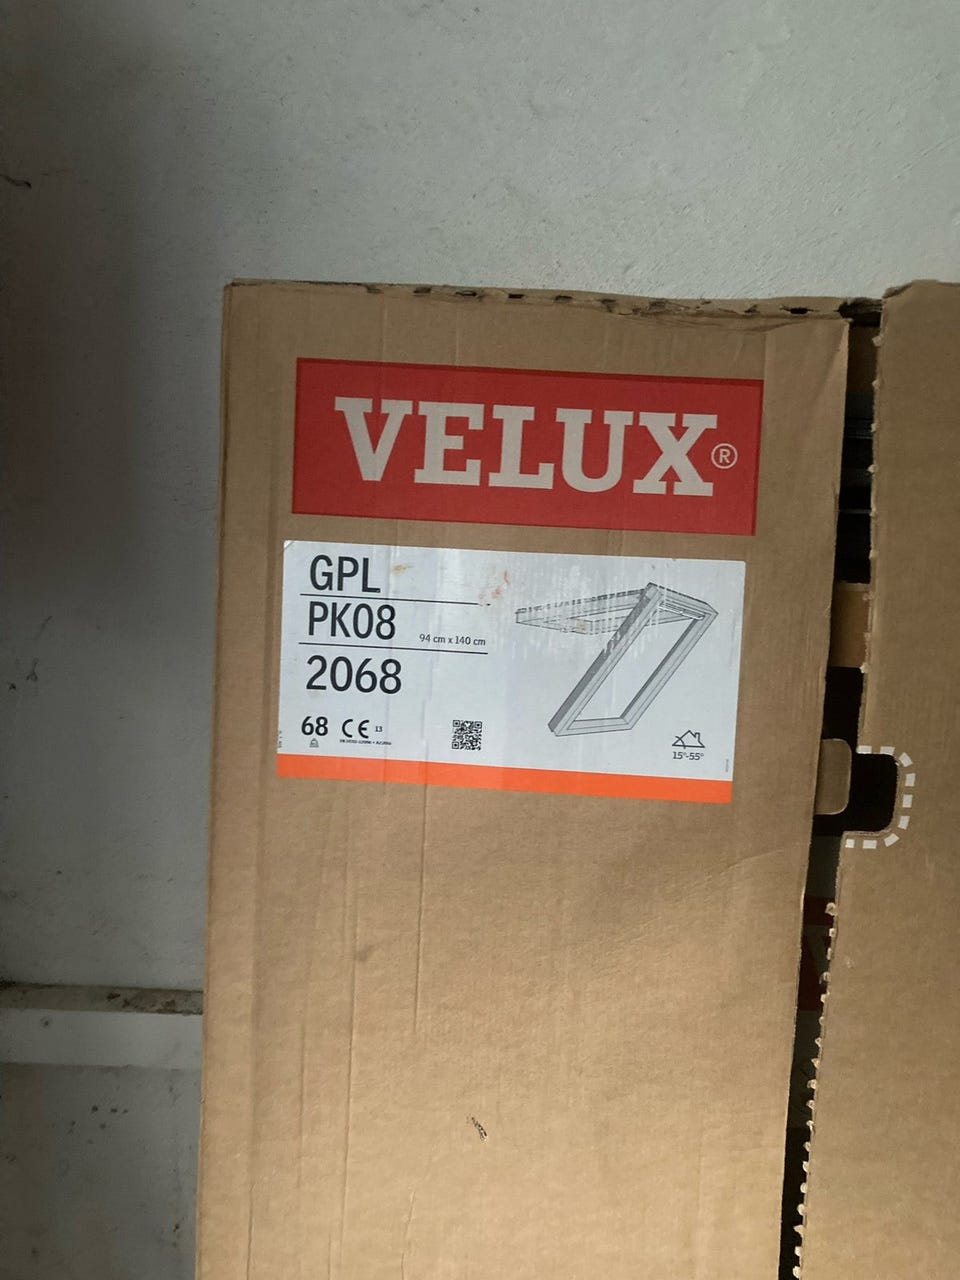 VELUX®
GPL
PK08 94 cm x 140 cm
2068
68 CE 13
15°-55°